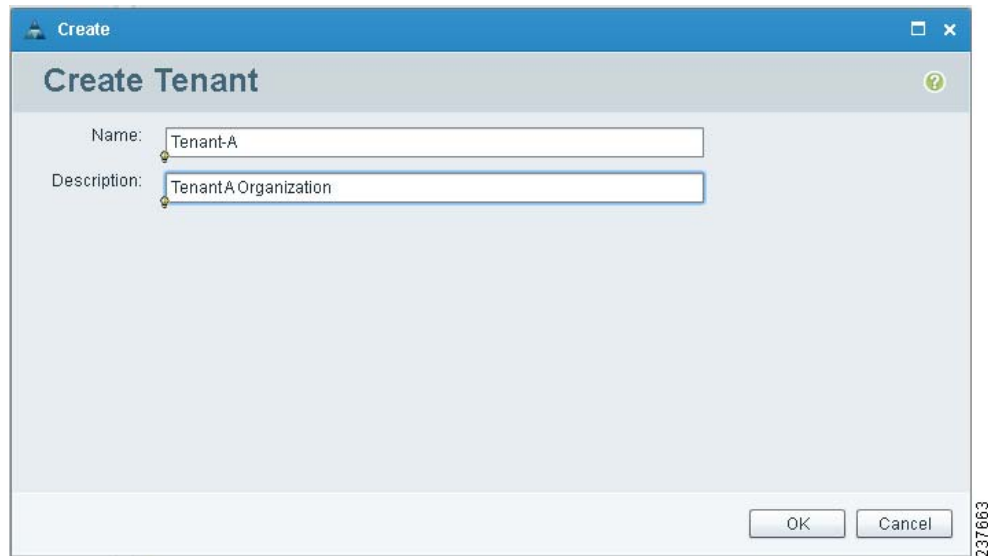 Create
Create Tenant
?
Name:
Tenant-A
Description:
Tenant A Organization
OK
Cancel
237663